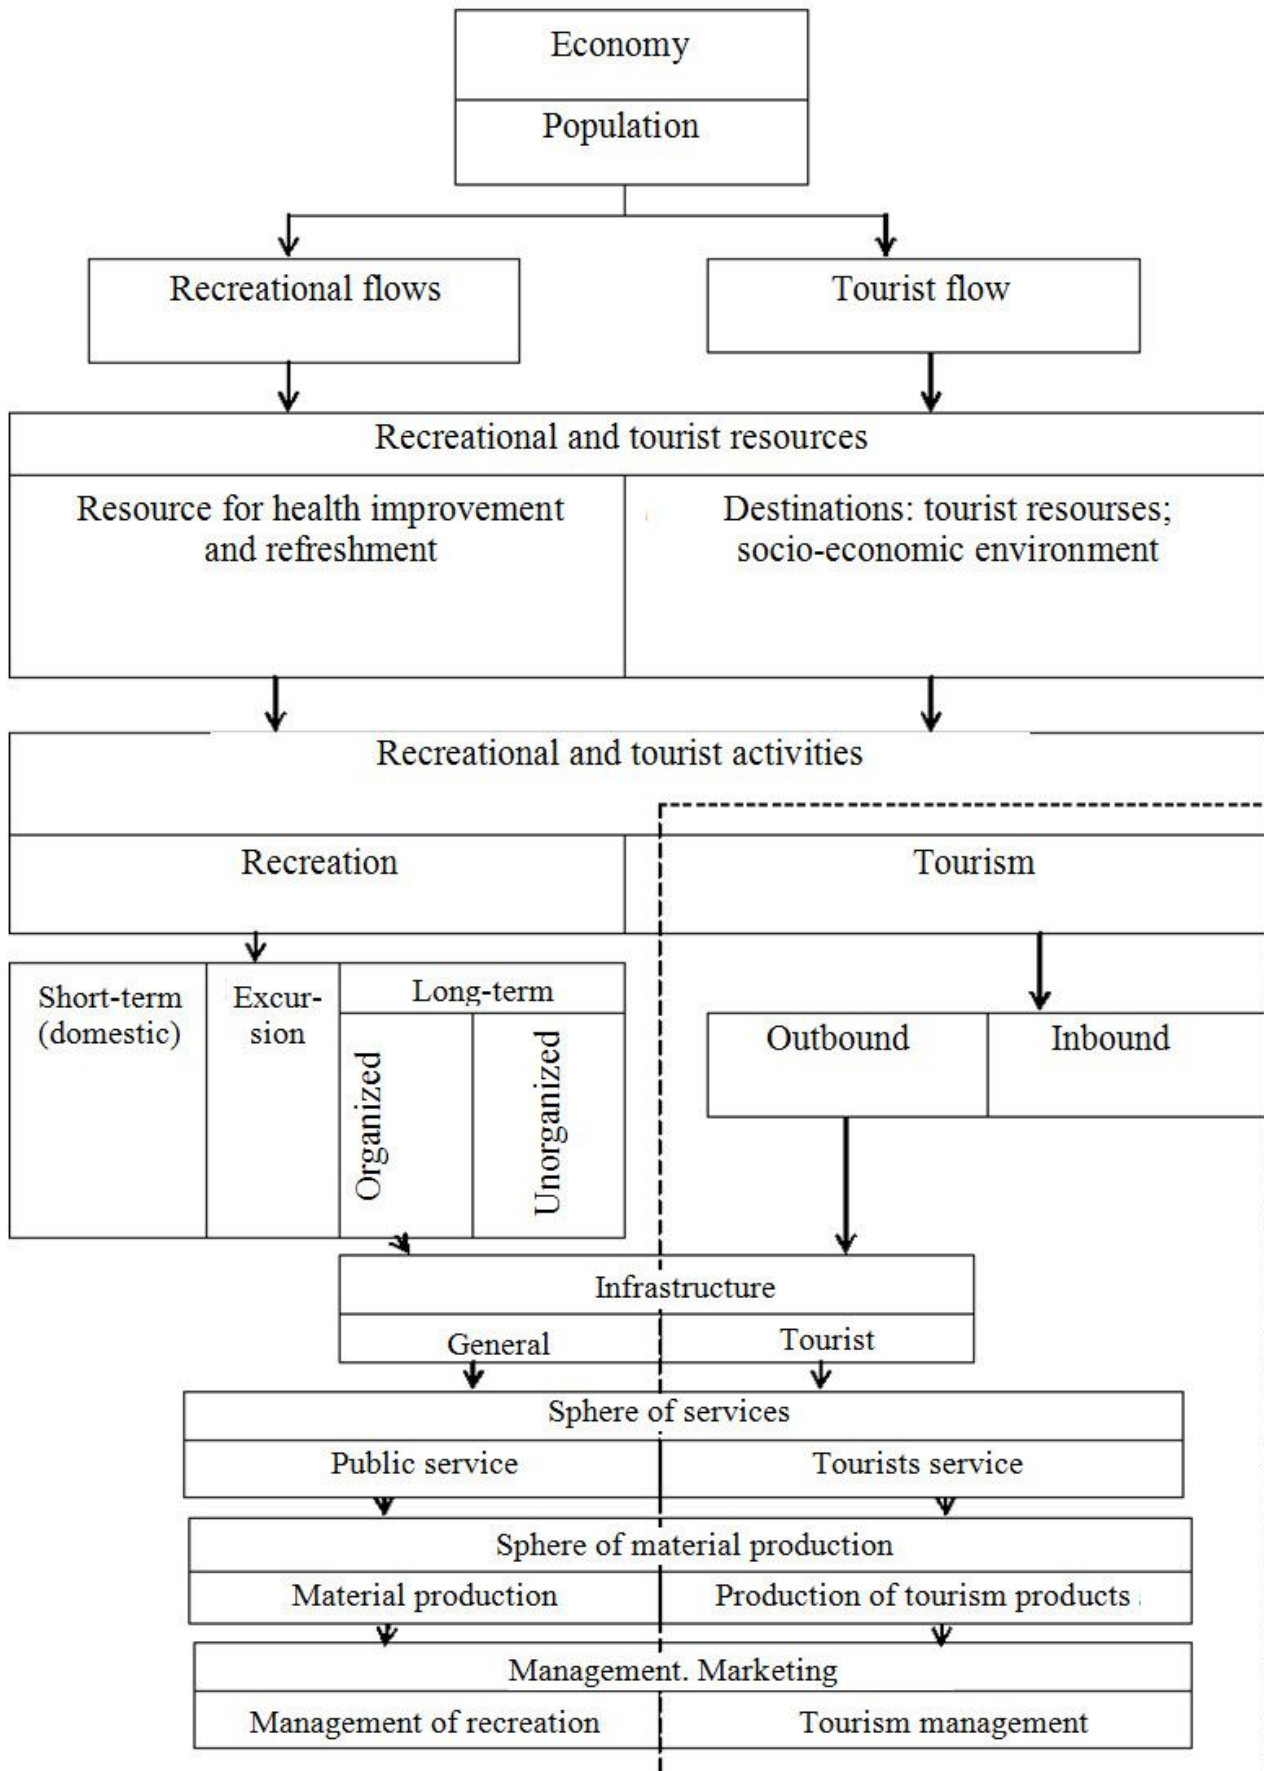 Economy
Population
Recreational flows
Tourist flow
Recreational and tourist resources
Resource for health improvement
and refreshment
Destinations: tourist resourses;
socio-economic environment
Recreational and tourist activities
Recreation
Tourism
Short-term
(domestic)
Excur-
sion
Long-term
Organized
Unorganized
Outbound
Inbound
Infrastructure
General
Tourist
Sphere of services
Public service
Tourists service
Sphere of material production
Material production
Production of tourism products
Management. Marketing
Management of recreation
Tourism management